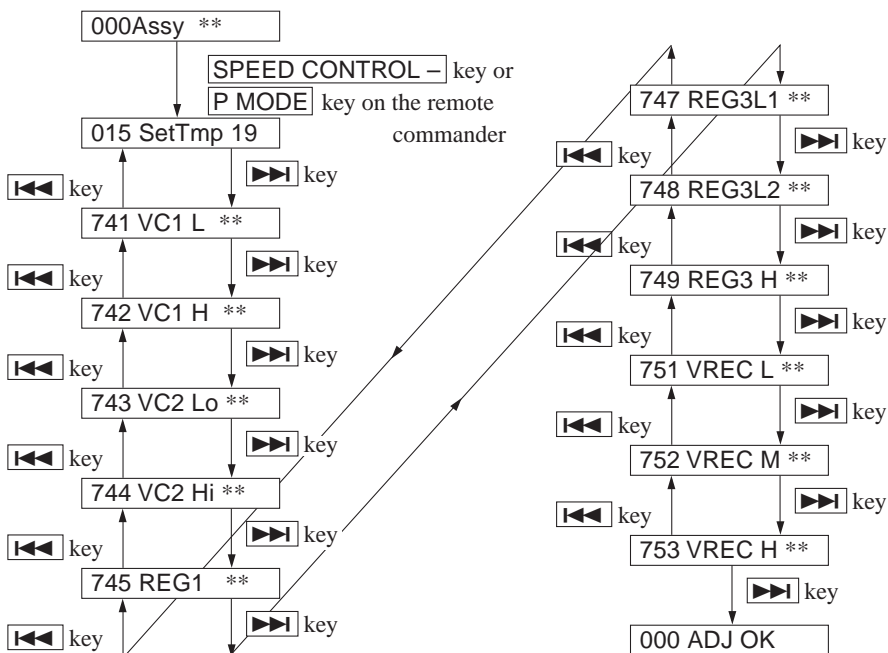 000Assy **
SPEED CONTROL – key or
P MODE key on the remote
commander
015 SetTmp 19
⏮ key
⏭ key
741 VC1 L **
⏮ key
⏭ key
742 VC1 H **
⏮ key
⏭ key
743 VC2 Lo **
⏮ key
⏭ key
744 VC2 Hi **
⏮ key
⏭ key
745 REG1 **
⏮ key
⏭ key
747 REG3L1 **
⏮ key
⏭ key
748 REG3L2 **
⏮ key
⏭ key
749 REG3 H **
⏮ key
⏭ key
751 VREC L **
⏮ key
⏭ key
752 VREC M **
⏮ key
⏭ key
753 VREC H **
⏭ key
000 ADJ OK